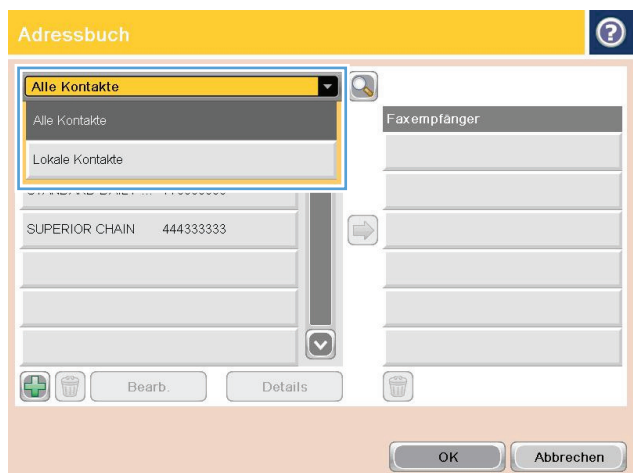 Adressbuch
Alle Kontakte
Alle Kontakte
Lokale Kontakte
SUPERIOR CHAIN 444333333
Faxempfänger
Bearb.
Details
OK
Abbrechen